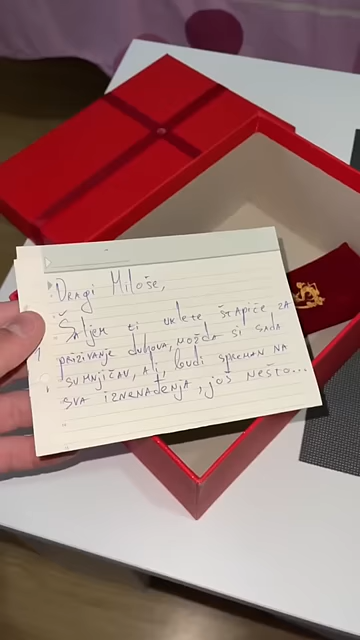 Dragi Miloše,
Šaljem ti uklete štapiće za
prizivanje duhova, možda si sada
sumnjičav, ali, budi spreman na
sva iznenađenja, još nešto...